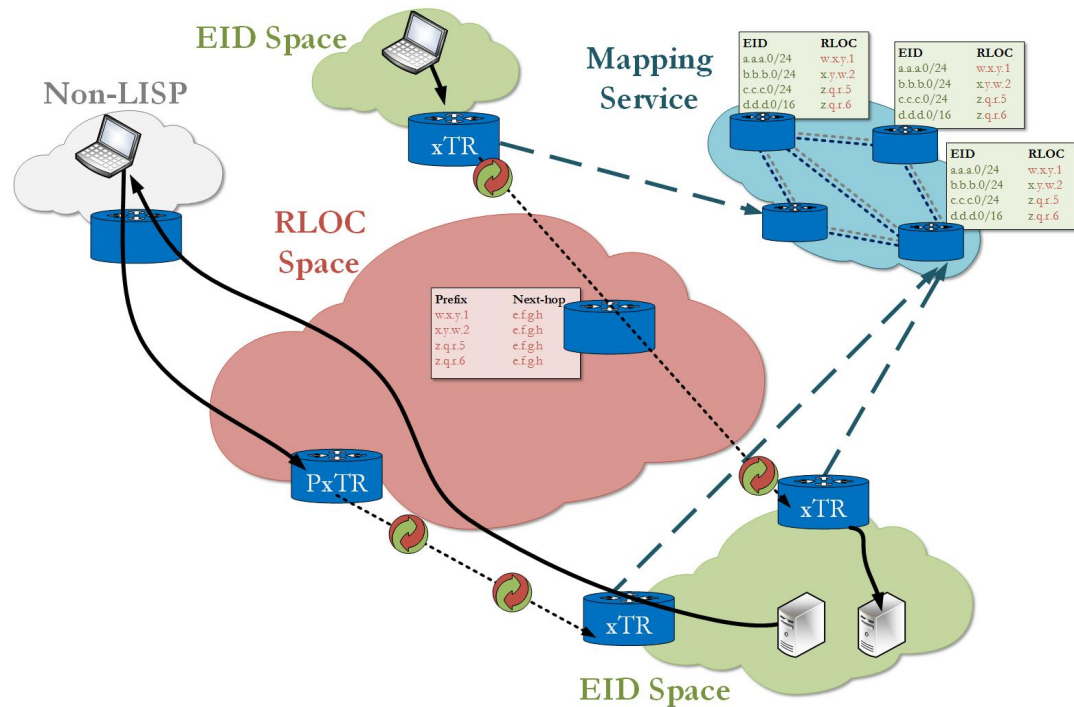 EID Space
Non-LISP
Mapping
Service
EID RLOC
a.a.a.0/24 w.x.y.1
b.b.b.0/24 x.y.w.2
c.c.c.0/24 z.q.r.5
d.d.d.0/16 z.q.r.6
EID RLOC
a.a.a.0/24 w.x.y.1
b.b.b.0/24 x.y.w.2
c.c.c.0/24 z.q.r.5
d.d.d.0/16 z.q.r.6
EID RLOC
a.a.a.0/24 w.x.y.1
b.b.b.0/24 x.y.w.2
c.c.c.0/24 z.q.r.5
d.d.d.0/16 z.q.r.6
xTR
RLOC
Space
Prefix Next-hop
w.x.y.1 e.f.g.h
x.y.w.2 e.f.g.h
z.q.r.5 e.f.g.h
z.q.r.6 e.f.g.h
PxTR
xTR
xTR
EID Space